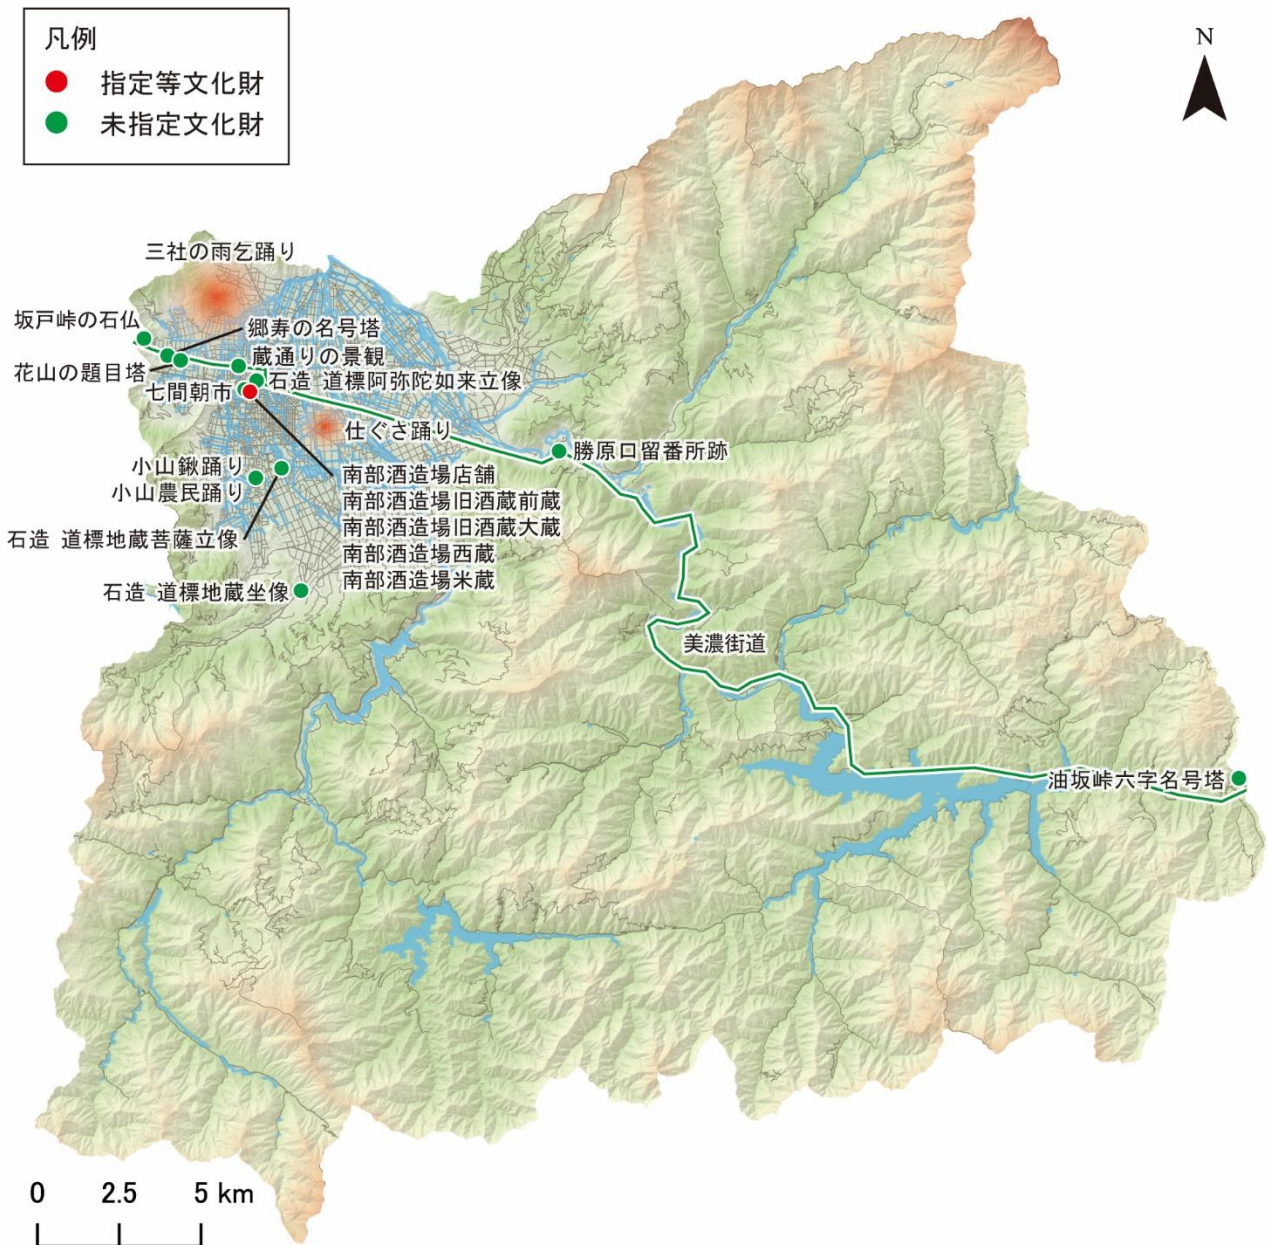 凡例
指定等文化財
未指定文化財
N
三社の雨乞踊り
坂戸峠の石仏
郷寿の名号塔
花山の題目塔
蔵通りの景観
石造 道標阿弥陀如来立像
七間朝市
仕ぐさ踊り
勝原口留番所跡
小山鍬踊り
小山農民踊り
南部酒造場店舗
南部酒造場旧酒蔵前蔵
南部酒造場旧酒蔵大蔵
南部酒造場西蔵
南部酒造場米蔵
石造 道標地蔵菩薩立像
石造 道標地蔵坐像
美濃街道
油坂峠六字名号塔
0 2.5 5 km